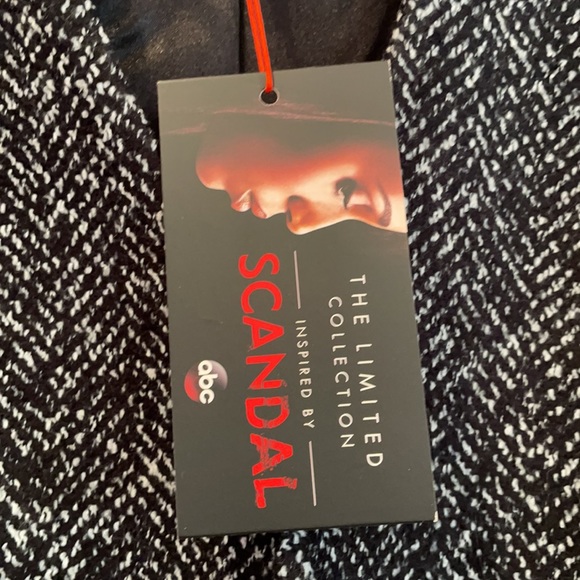 THE LIMITED
COLLECTION
INSPIRED BY
SCANDAL
abc